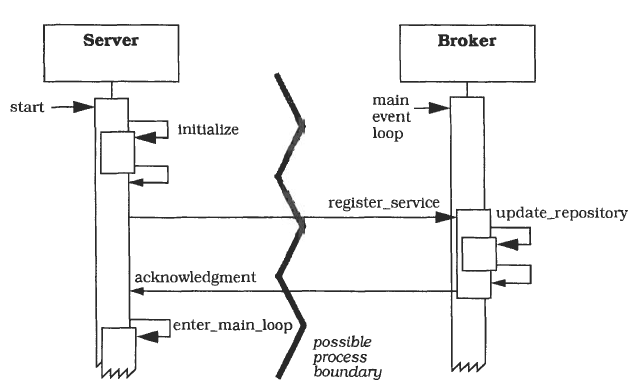 Server
Broker
start
main
event
loop
initialize
register_service
update_repository
acknowledgment
enter_main_loop
possible
process
boundary